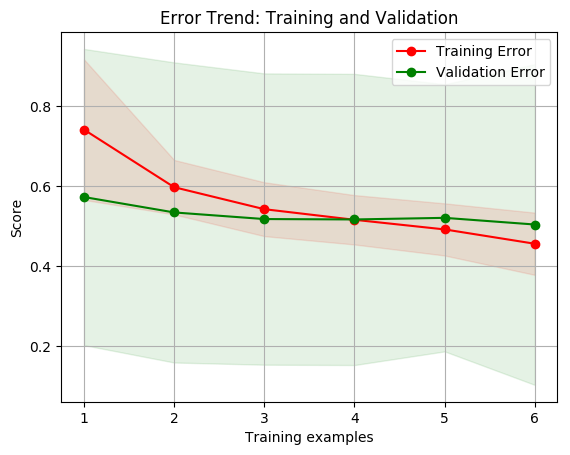 Error Trend: Training and Validation
Training Error
Validation Error
0.8
0.6
0.4
0.2
Score
1 2 3 4 5 6
Training examples